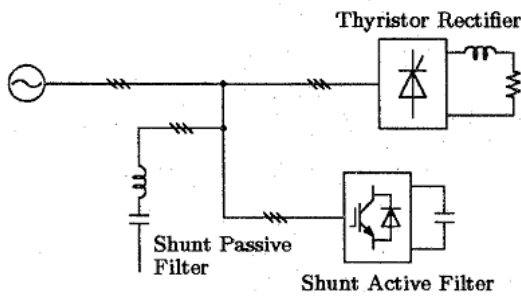 Thyristor Rectifier
Shunt Passive
Filter
Shunt Active Filter